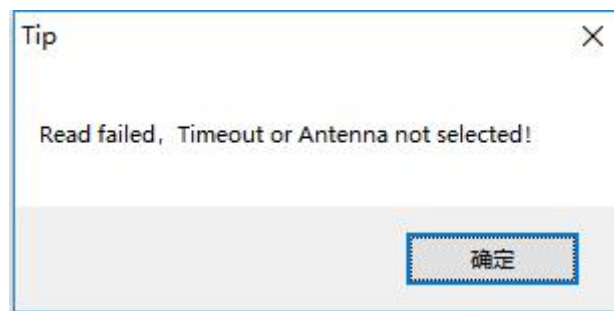 Tip
Read failed，Timeout or Antenna not selected!
确定